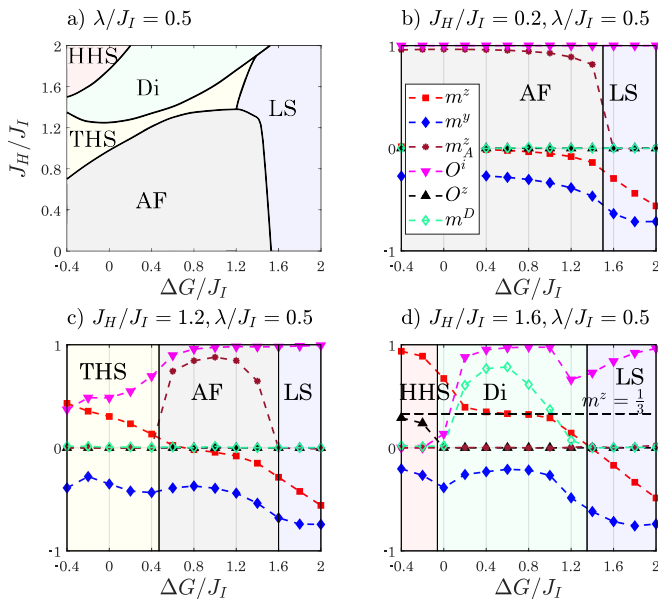 a) λ/J_I = 0.5
2
1.6
1.2
0.8
0.4
0
J_H/J_I
HHS
Di
THS
AF
LS
-0.4 0 0.4 0.8 1.2 1.6 2
ΔG/J_I
b) J_H/J_I = 0.2, λ/J_I = 0.5
1
0
-1
AF
LS
m^z
m^y
m^z_A
O^i
O^z
m^D
-0.4 0 0.4 0.8 1.2 1.6 2
ΔG/J_I
c) J_H/J_I = 1.2, λ/J_I = 0.5
1
0
-1
THS
AF
LS
-0.4 0 0.4 0.8 1.2 1.6 2
ΔG/J_I
d) J_H/J_I = 1.6, λ/J_I = 0.5
1
0
-1
HHS
Di
LS
m^z = 1/3
-0.4 0 0.4 0.8 1.2 1.6 2
ΔG/J_I